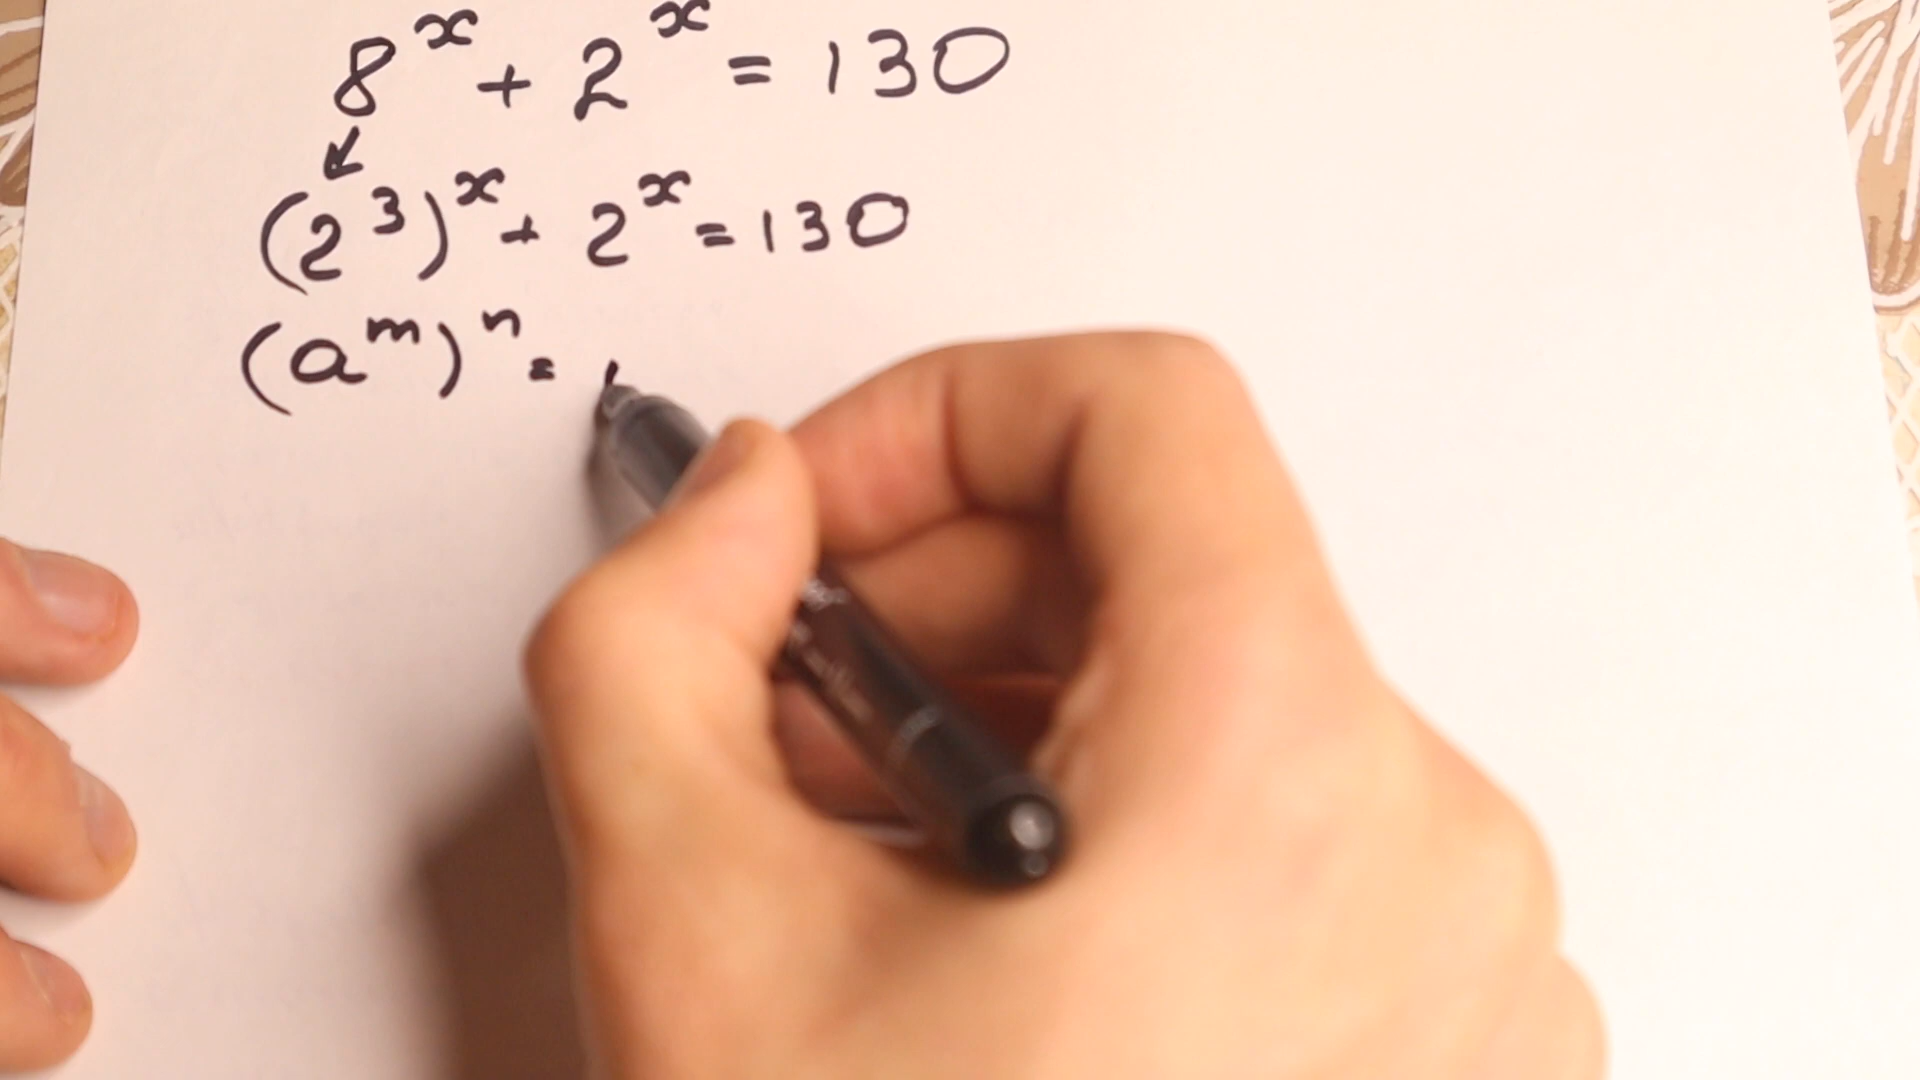 8^x + 2^x = 130
(2^3)^x + 2^x = 130
(a^m)^n =